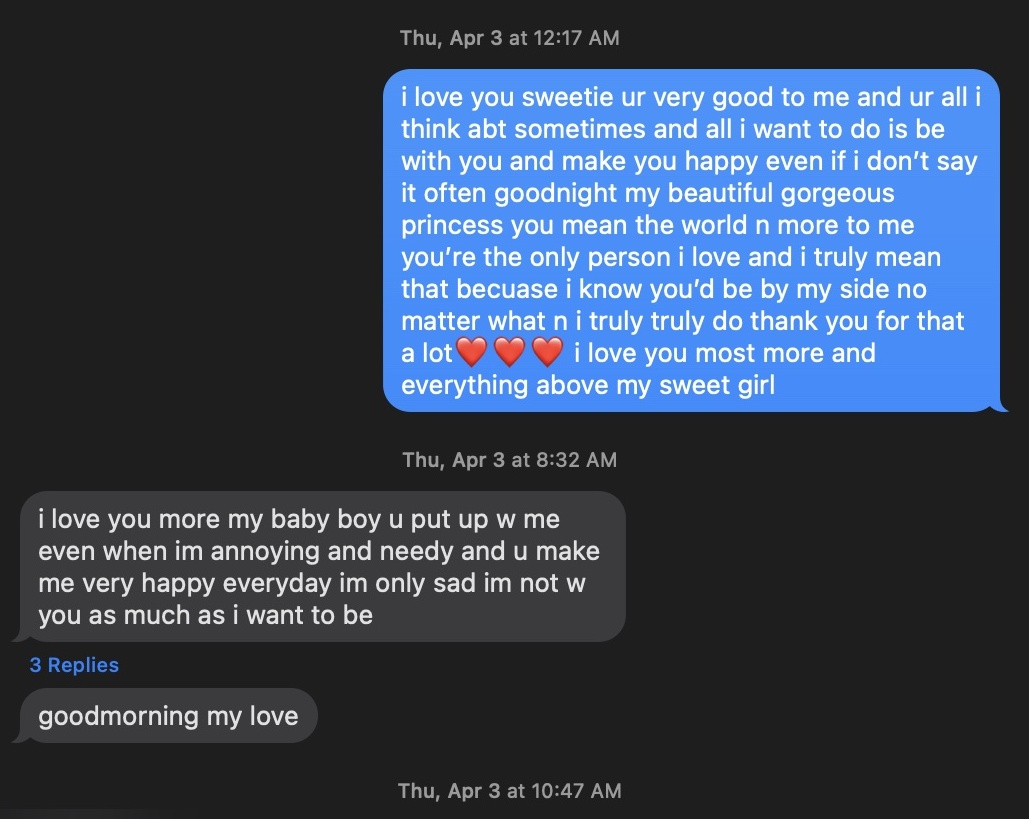 Thu, Apr 3 at 12:17 AM
i love you sweetie ur very good to me and ur all i
think abt sometimes and all i want to do is be
with you and make you happy even if i don’t say
it often goodnight my beautiful gorgeous
princess you mean the world n more to me
you’re the only person i love and i truly mean
that becuase i know you’d be by my side no
matter what n i truly truly do thank you for that
a lot❤️❤️❤️ i love you most more and
everything above my sweet girl
Thu, Apr 3 at 8:32 AM
i love you more my baby boy u put up w me
even when im annoying and needy and u make
me very happy everyday im only sad im not w
you as much as i want to be
3 Replies
goodmorning my love
Thu, Apr 3 at 10:47 AM